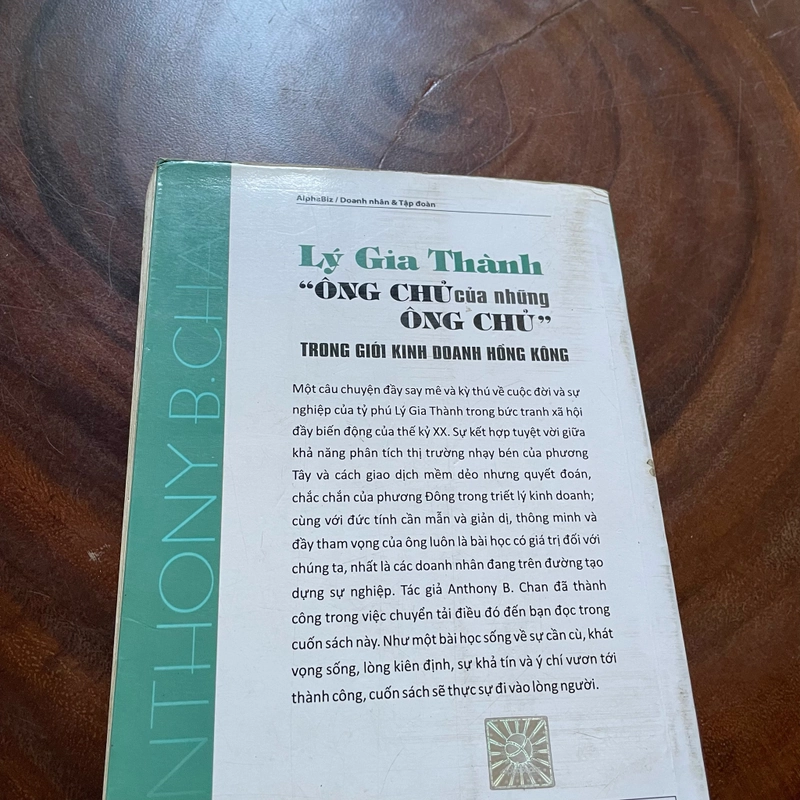 AlphaBiz / Doanh nhân & Tập đoàn
Lý Gia Thành
“ÔNG CHỦ của những
ÔNG CHỦ”
TRONG GIỚI KINH DOANH HỒNG KÔNG
Một câu chuyện đầy say mê và kỳ thú về cuộc đời và sự
nghiệp của tỷ phú Lý Gia Thành trong bức tranh xã hội
đầy biến động của thế kỷ XX. Sự kết hợp tuyệt vời giữa
khả năng phân tích thị trường nhạy bén của phương
Tây và cách giao dịch mềm dẻo nhưng quyết đoán,
chắc chắn của phương Đông trong triết lý kinh doanh;
cùng với đức tính cần mẫn và giản dị, thông minh và
đầy tham vọng của ông luôn là bài học có giá trị đối với
chúng ta, nhất là các doanh nhân đang trên đường tạo
dựng sự nghiệp. Tác giả Anthony B. Chan đã thành
công trong việc chuyển tải điều đó đến bạn đọc trong
cuốn sách này. Như một bài học sống về sự cần cù, khát
vọng sống, lòng kiên định, sự khả tín và ý chí vươn tới
thành công, cuốn sách sẽ thực sự đi vào lòng người.
NTHONY B.CHA